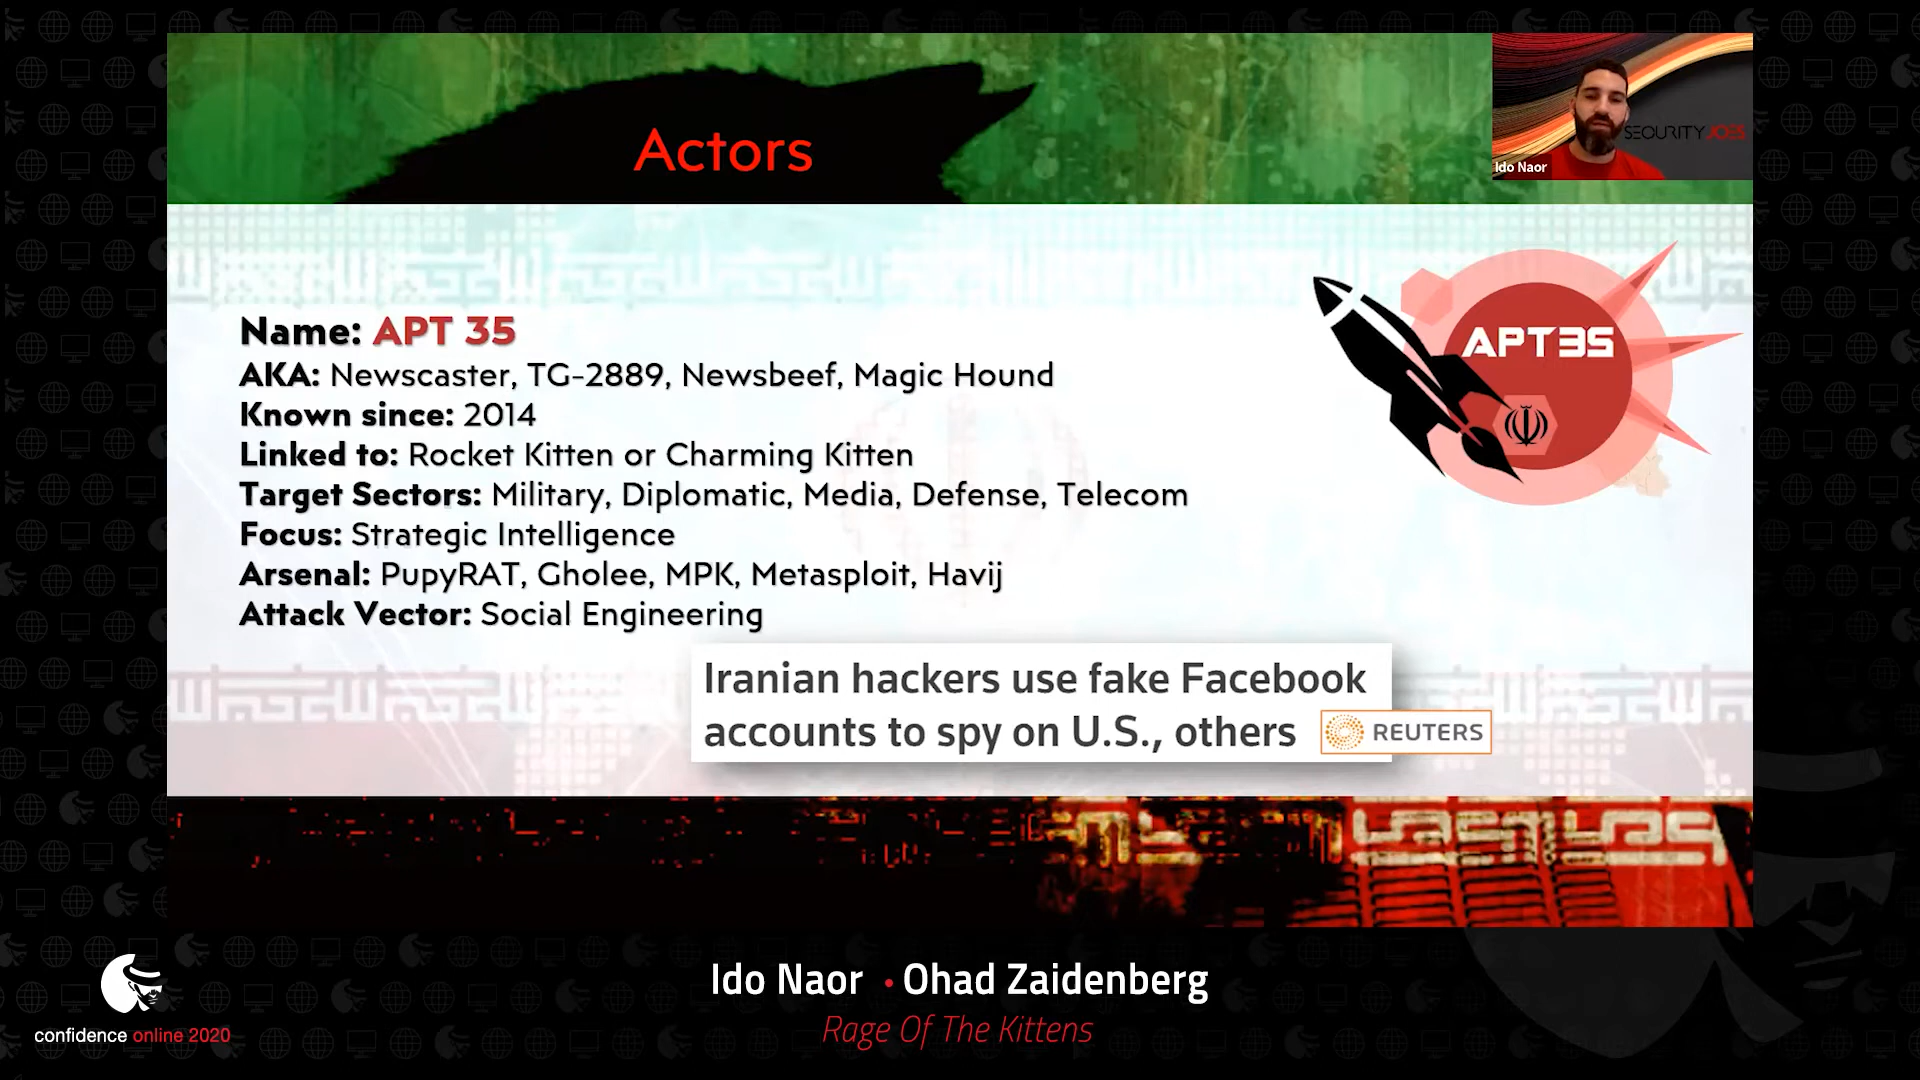 Actors
SECURITY JOES
Ido Naor
Name: APT 35
AKA: Newscaster, TG-2889, Newsbeef, Magic Hound
Known since: 2014
Linked to: Rocket Kitten or Charming Kitten
Target Sectors: Military, Diplomatic, Media, Defense, Telecom
Focus: Strategic Intelligence
Arsenal: PupyRAT, Gholee, MPK, Metasploit, Havij
Attack Vector: Social Engineering
APT35
Iranian hackers use fake Facebook
accounts to spy on U.S., others
REUTERS
Ido Naor • Ohad Zaidenberg
Rage Of The Kittens
confidence online 2020